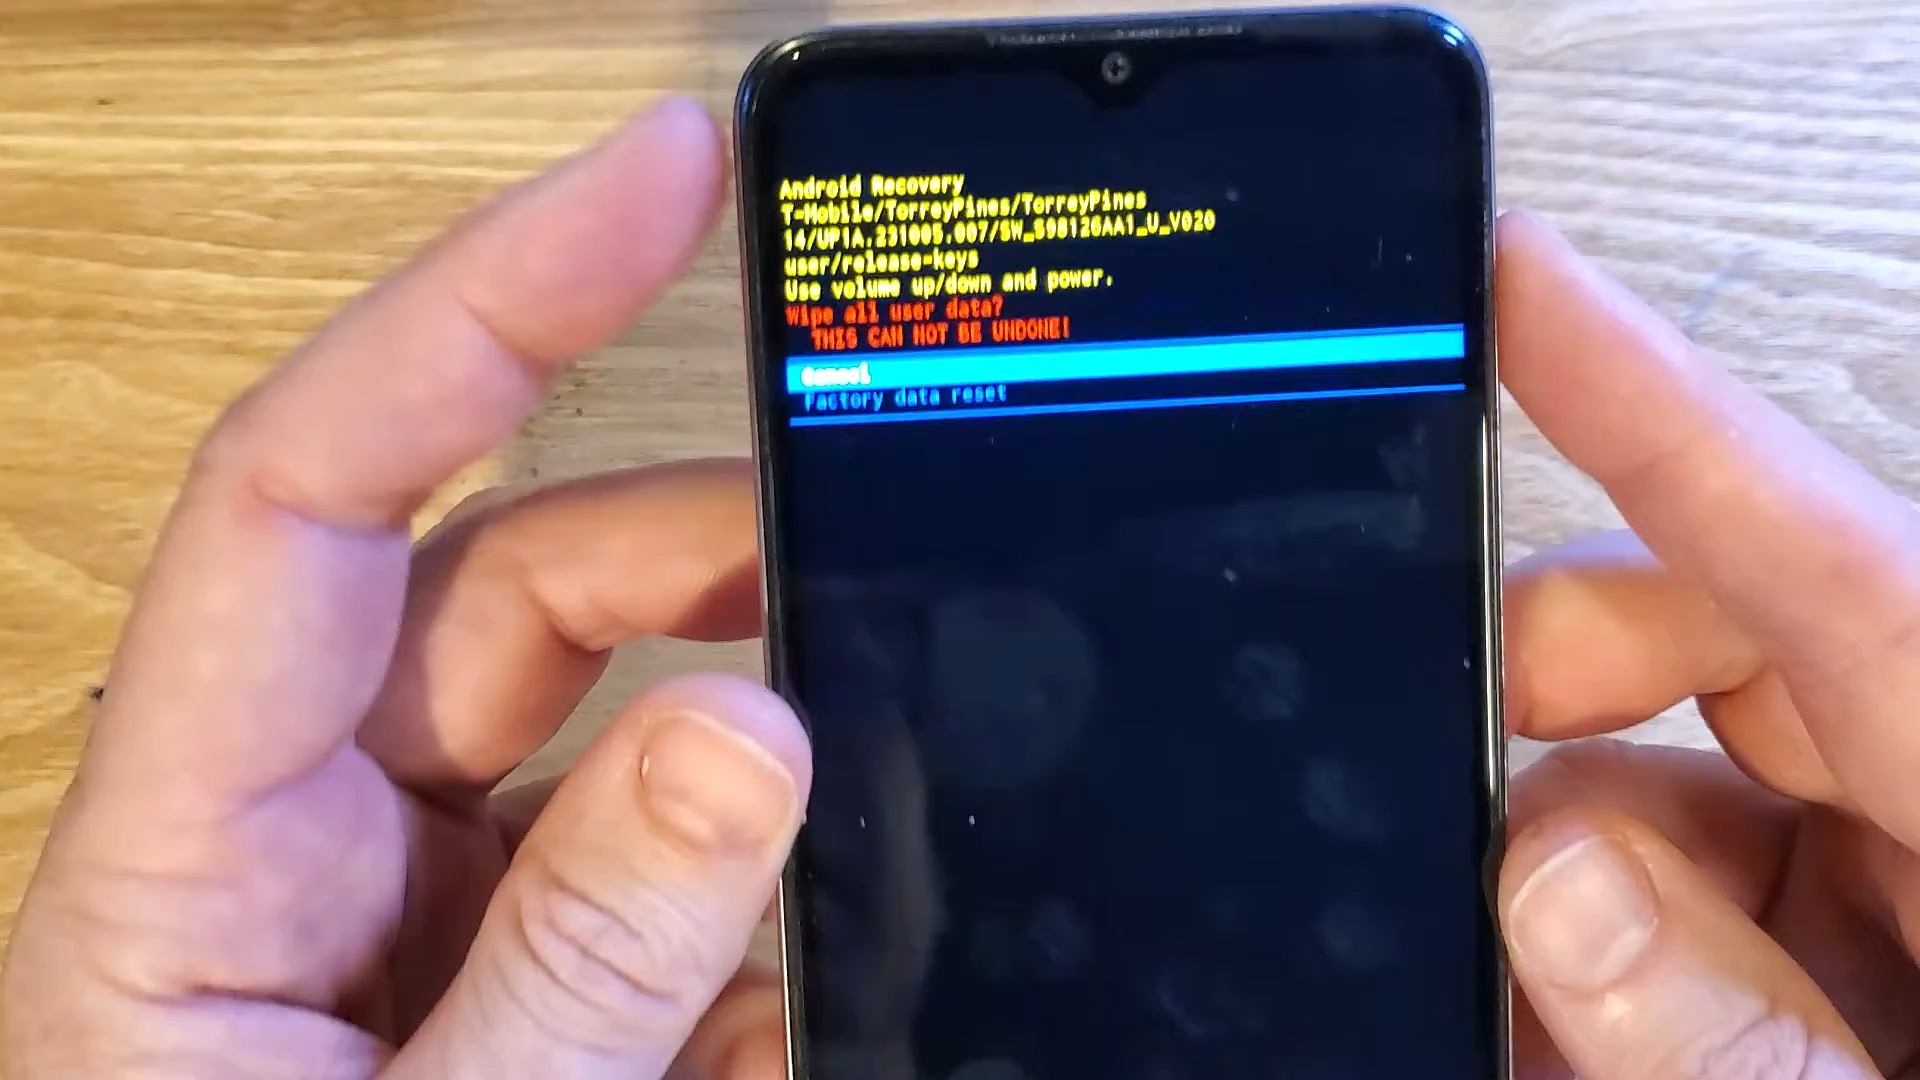 Android Recovery
T-Mobile/TorreyPines/TorreyPines
14/UP1A.231005.007/SW_S98126AA1_U_V020
user/release-keys
Use volume up/down and power.
Wipe all user data?
THIS CAN NOT BE UNDONE!
Cancel
Factory data reset